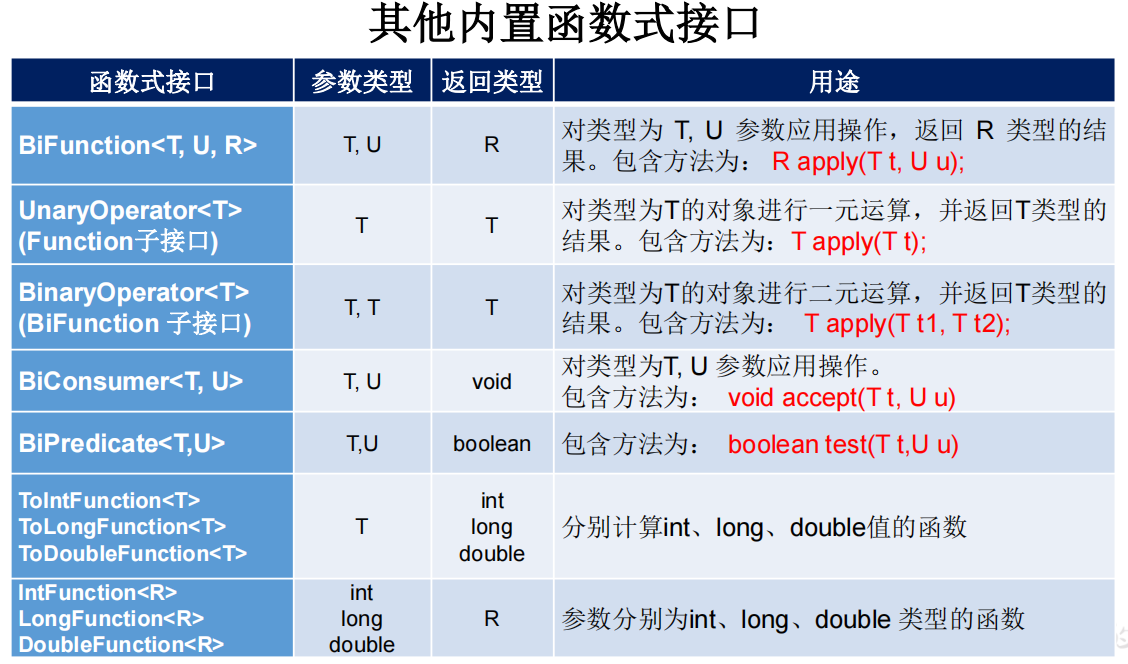 其他内置函数式接口
函数式接口 参数类型 返回类型 用途
BiFunction<T, U, R> T, U R 对类型为 T, U 参数应用操作，返回 R 类型的结
果。包含方法为： R apply(T t, U u);
UnaryOperator<T>
(Function子接口) T T 对类型为T的对象进行一元运算，并返回T类型的
结果。包含方法为：T apply(T t);
BinaryOperator<T>
(BiFunction 子接口) T, T T 对类型为T的对象进行二元运算，并返回T类型的
结果。包含方法为： T apply(T t1, T t2);
BiConsumer<T, U> T, U void 对类型为T, U 参数应用操作。
包含方法为： void accept(T t, U u)
BiPredicate<T,U> T,U boolean 包含方法为： boolean test(T t,U u)
ToIntFunction<T>
ToLongFunction<T>
ToDoubleFunction<T>
T
int
long
double
分别计算int、long、double值的函数
IntFunction<R>
LongFunction<R>
DoubleFunction<R>
int
long
double
R
参数分别为int、long、double 类型的函数